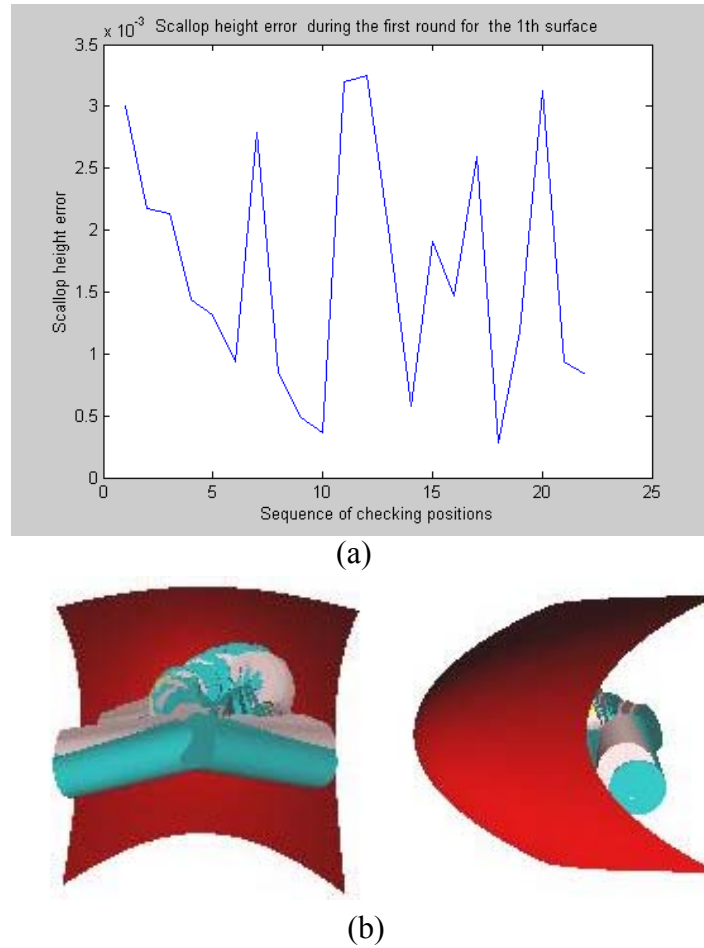 x 10-3 Scallop height error during the first round for the 1th surface
3.5
3
2.5
2
1.5
1
0.5
0
Scallop height error
0 5 10 15 20 25
Sequence of checking positions
(a)
(b)